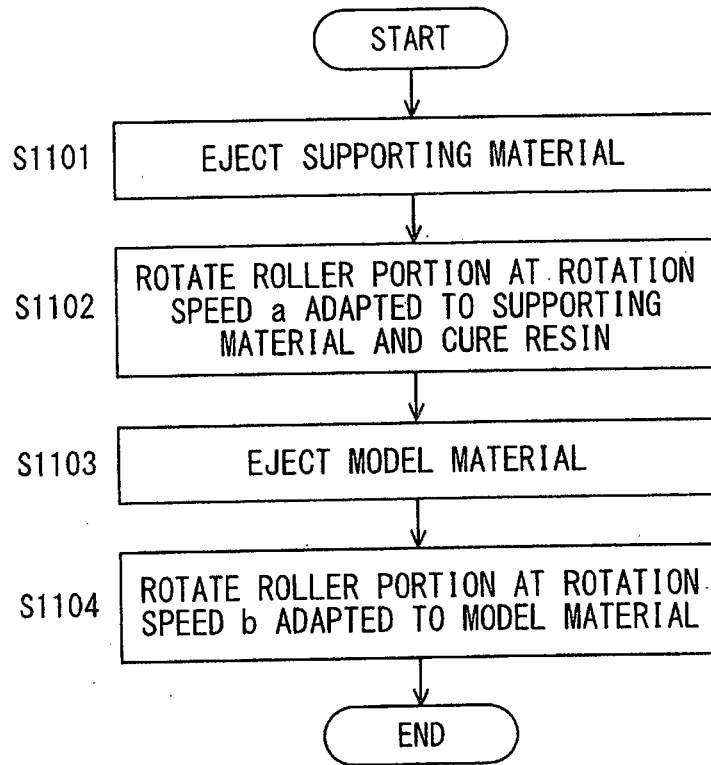 START
S1101
EJECT SUPPORTING MATERIAL
S1102
ROTATE ROLLER PORTION AT ROTATION
SPEED a ADAPTED TO SUPPORTING
MATERIAL AND CURE RESIN
S1103
EJECT MODEL MATERIAL
S1104
ROTATE ROLLER PORTION AT ROTATION
SPEED b ADAPTED TO MODEL MATERIAL
END